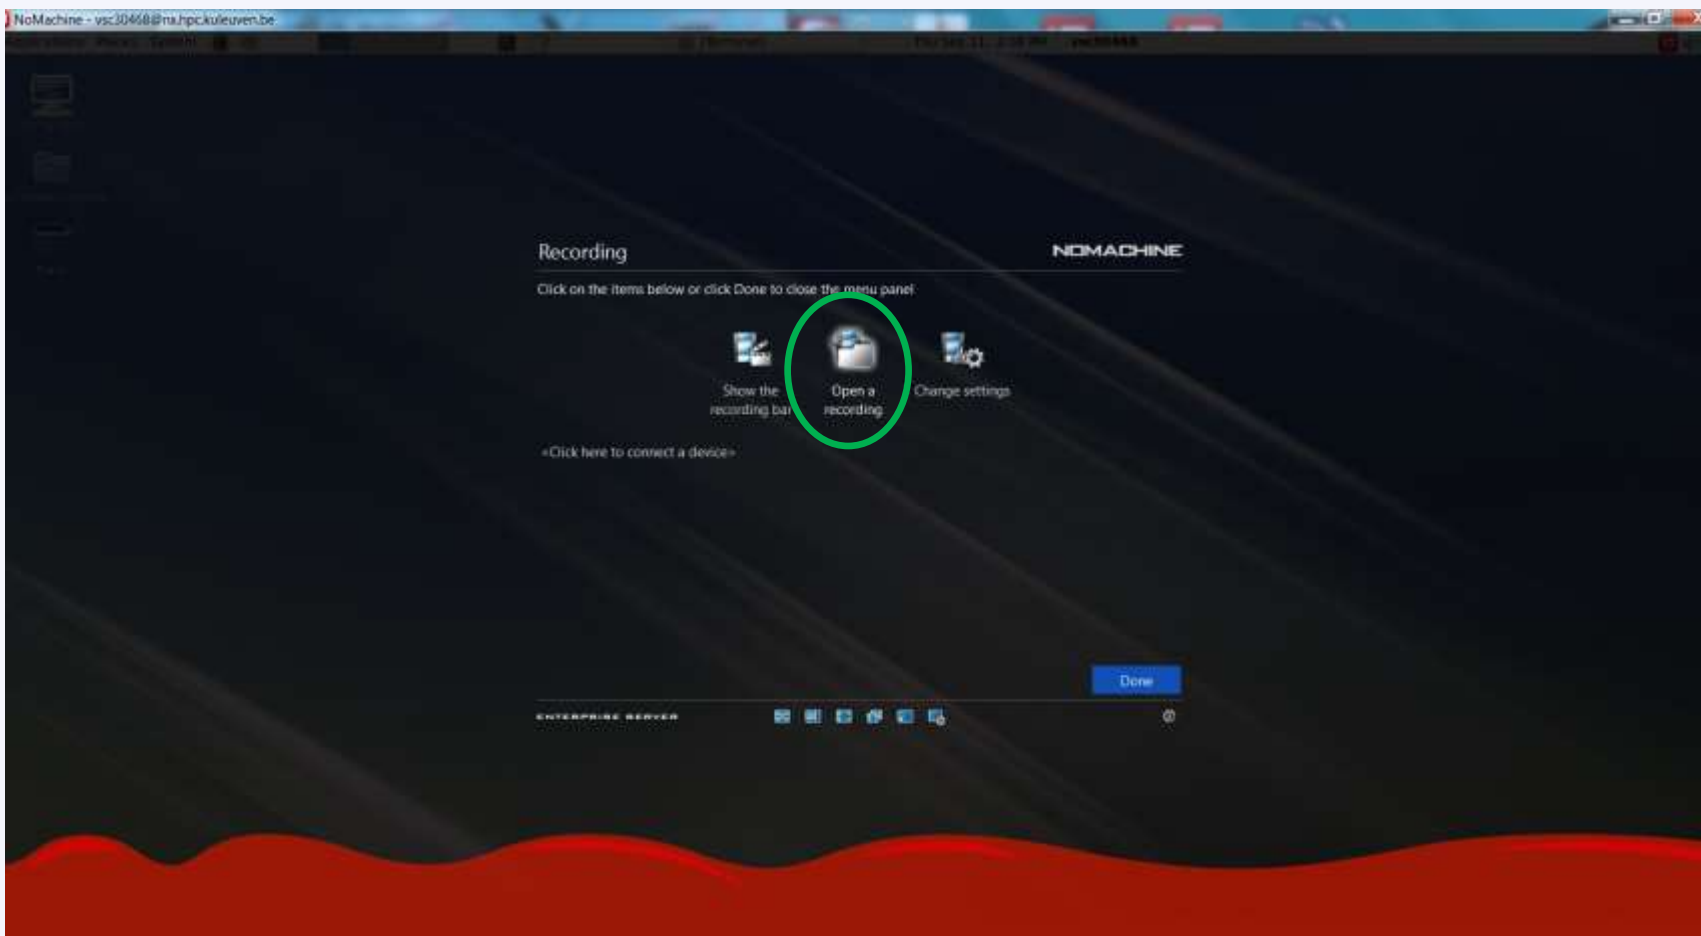 NoMachine - vsc30468@nx.hpc.kuleuven.be
Recording
NOMACHINE
Click on the items below or click Done to close the menu panel
Show the
recording bar
Open a
recording
Change settings
<Click here to connect a device>
Done
ENTERPRISE SERVER